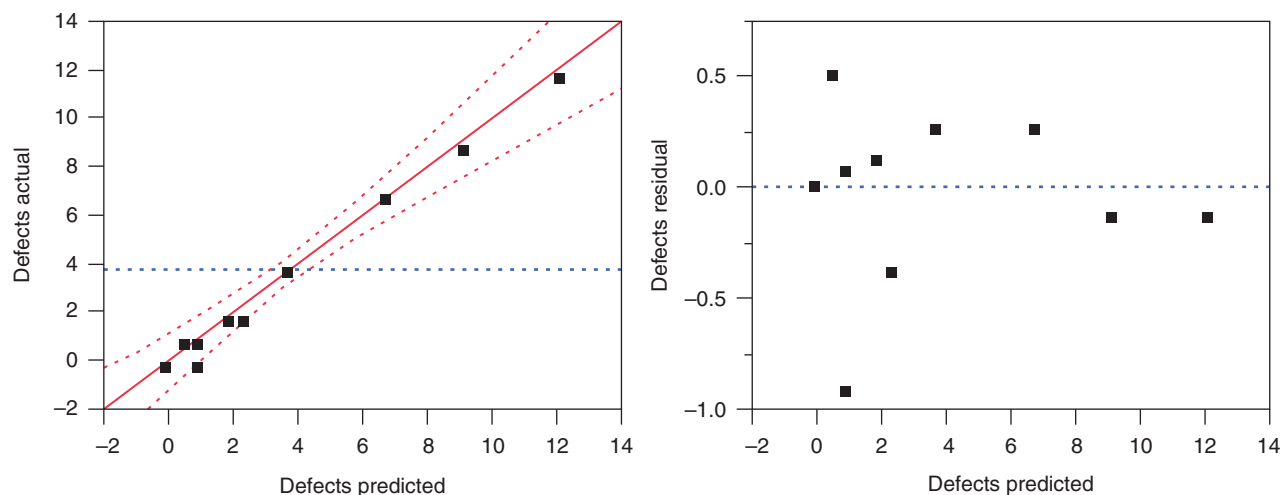 14
12
10
8
6
4
2
0
−2
Defects actual
−2 0 2 4 6 8 10 12 14
Defects predicted
0.5
0.0
−0.5
−1.0
Defects residual
−2 0 2 4 6 8 10 12 14
Defects predicted